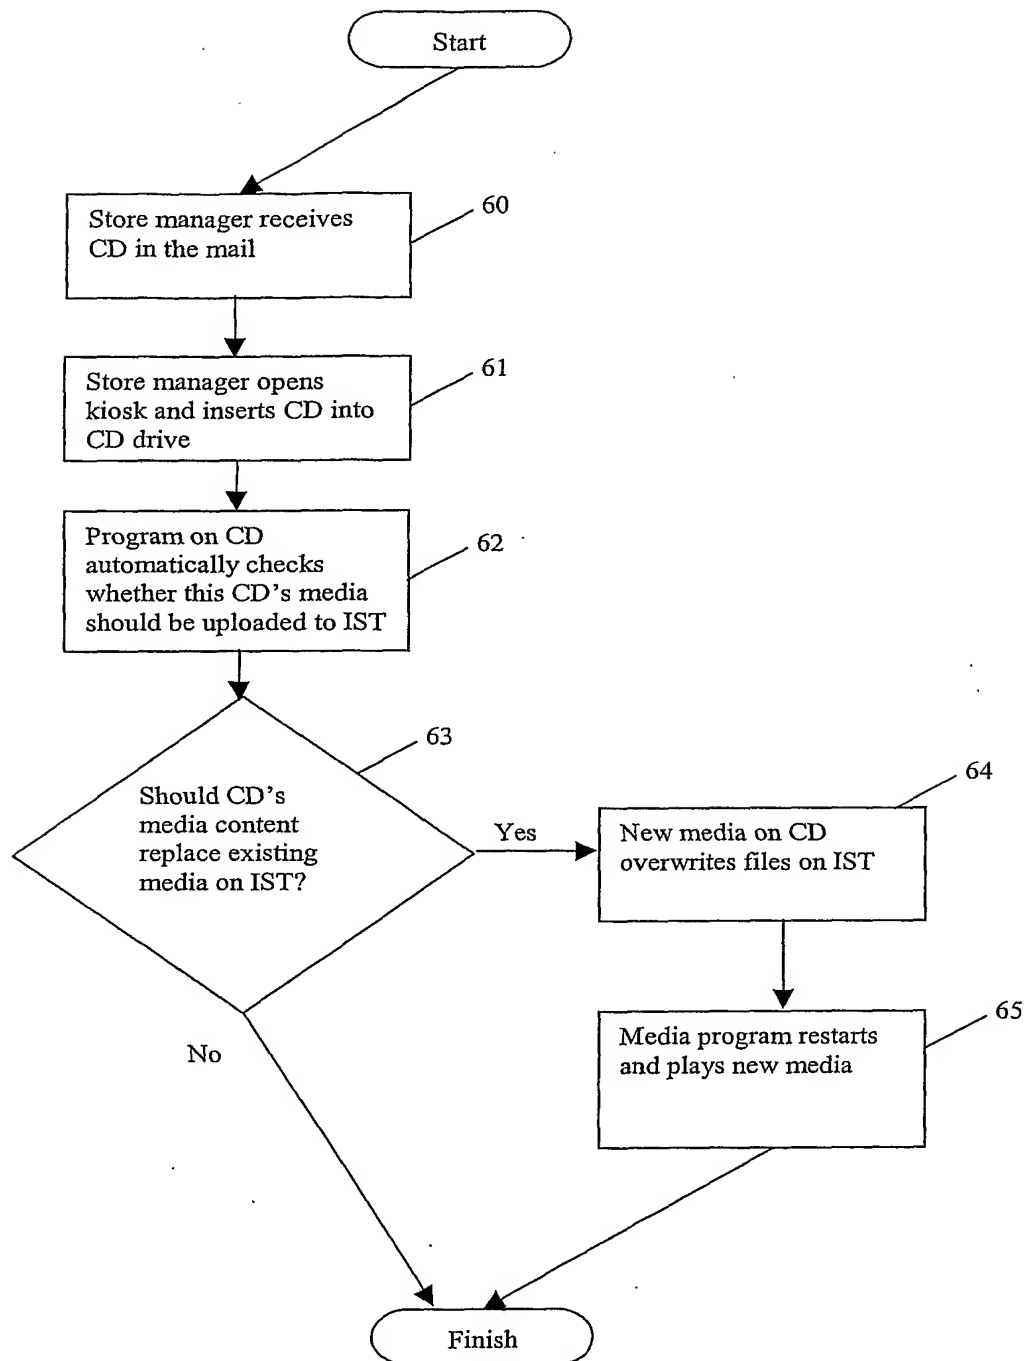 Start
Store manager receives
CD in the mail
60
Store manager opens
kiosk and inserts CD into
CD drive
61
Program on CD
automatically checks
whether this CD's media
should be uploaded to IST
62
63
Should CD's
media content
replace existing
media on IST?
Yes
64
New media on CD
overwrites files on IST
65
Media program restarts
and plays new media
No
Finish